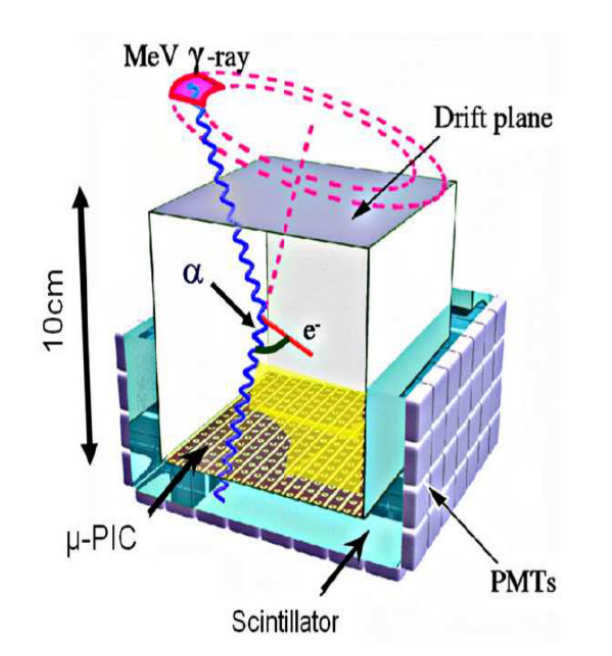 MeV γ-ray
Drift plane
10cm
α
e-
μ-PIC
PMTs
Scintillator